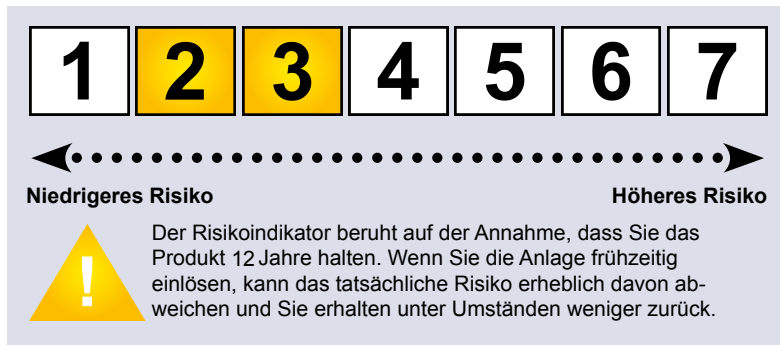 1 2 3 4 5 6 7
Niedrigeres Risiko Höheres Risiko
! Der Risikoindikator beruht auf der Annahme, dass Sie das
Produkt 12 Jahre halten. Wenn Sie die Anlage frühzeitig
einlösen, kann das tatsächliche Risiko erheblich davon ab-
weichen und Sie erhalten unter Umständen weniger zurück.